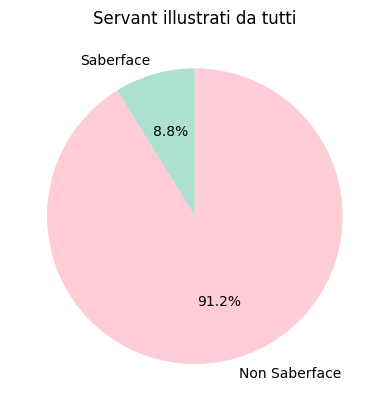 Servant illustrati da tutti
Saberface
8.8%
91.2%
Non Saberface